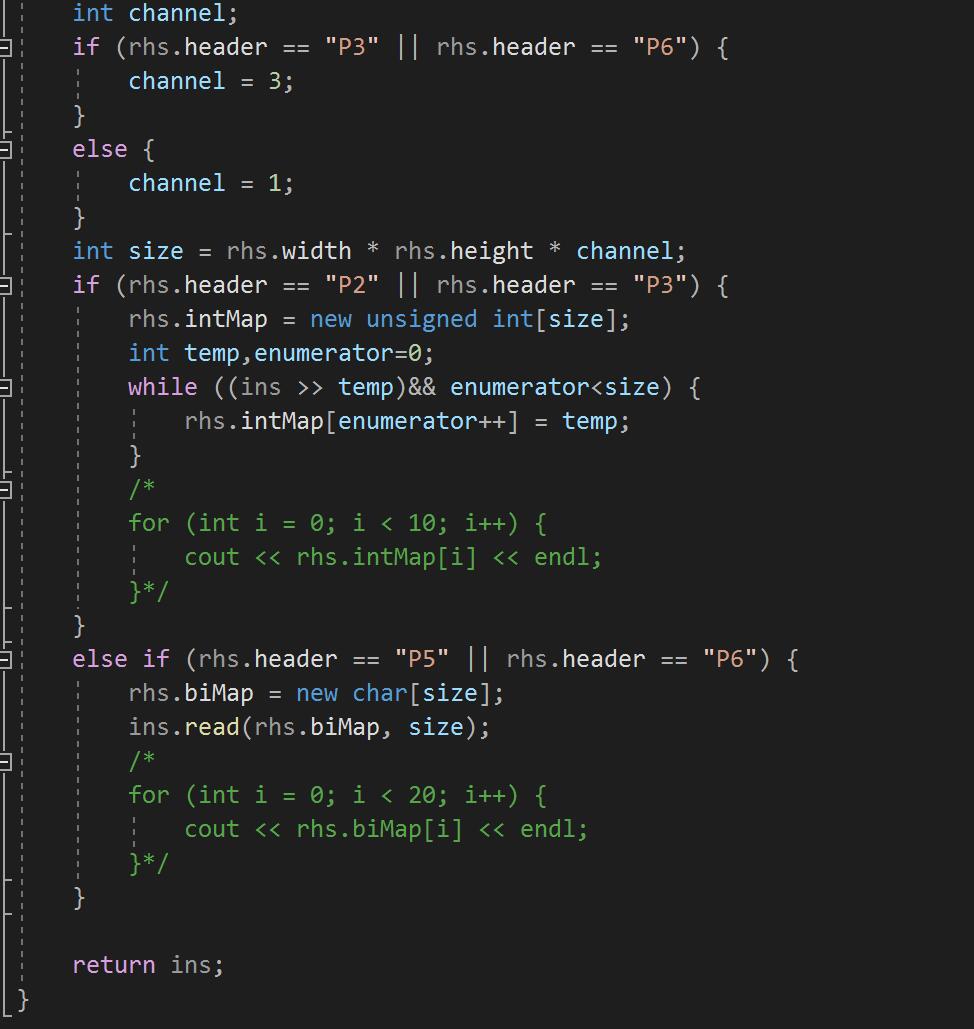 int channel;
if (rhs.header == "P3" || rhs.header == "P6") {
channel = 3;
}
else {
channel = 1;
}
int size = rhs.width * rhs.height * channel;
if (rhs.header == "P2" || rhs.header == "P3") {
rhs.intMap = new unsigned int[size];
int temp,enumerator=0;
while ((ins >> temp)&& enumerator<size) {
rhs.intMap[enumerator++] = temp;
}
/*
for (int i = 0; i < 10; i++) {
cout << rhs.intMap[i] << endl;
}*/
}
else if (rhs.header == "P5" || rhs.header == "P6") {
rhs.biMap = new char[size];
ins.read(rhs.biMap, size);
/*
for (int i = 0; i < 20; i++) {
cout << rhs.biMap[i] << endl;
}*/
}
return ins;
}